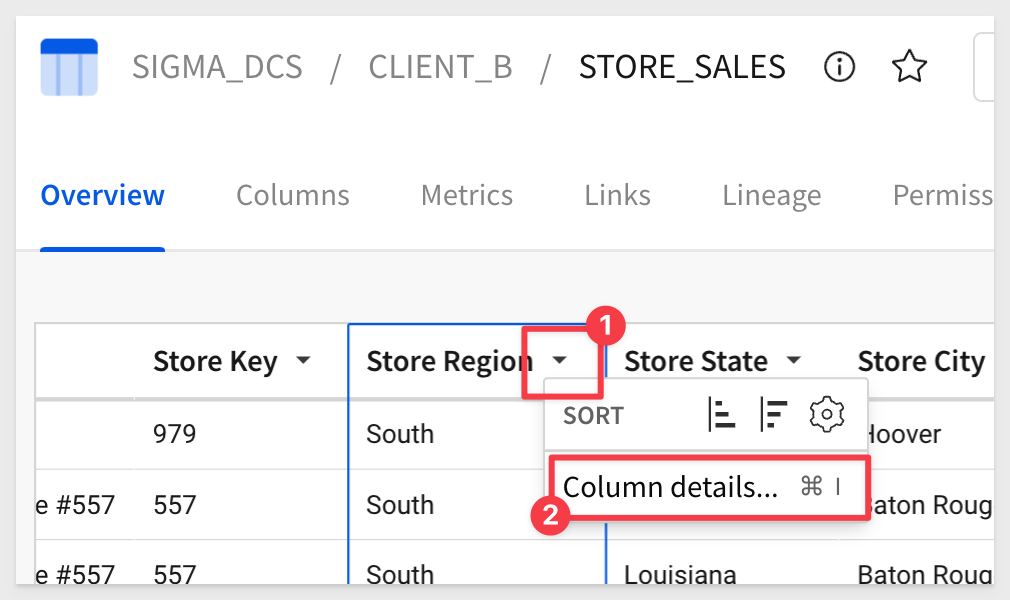 SIGMA_DCS / CLIENT_B / STORE_SALES
Overview Columns Metrics Links Lineage Permiss
1
Store Key Store Region Store State Store City
SORT
979 South Hoover
Column details... ⌘ I
2
e #557 557 South Baton Roug
e #557 557 South Louisiana Baton Roug